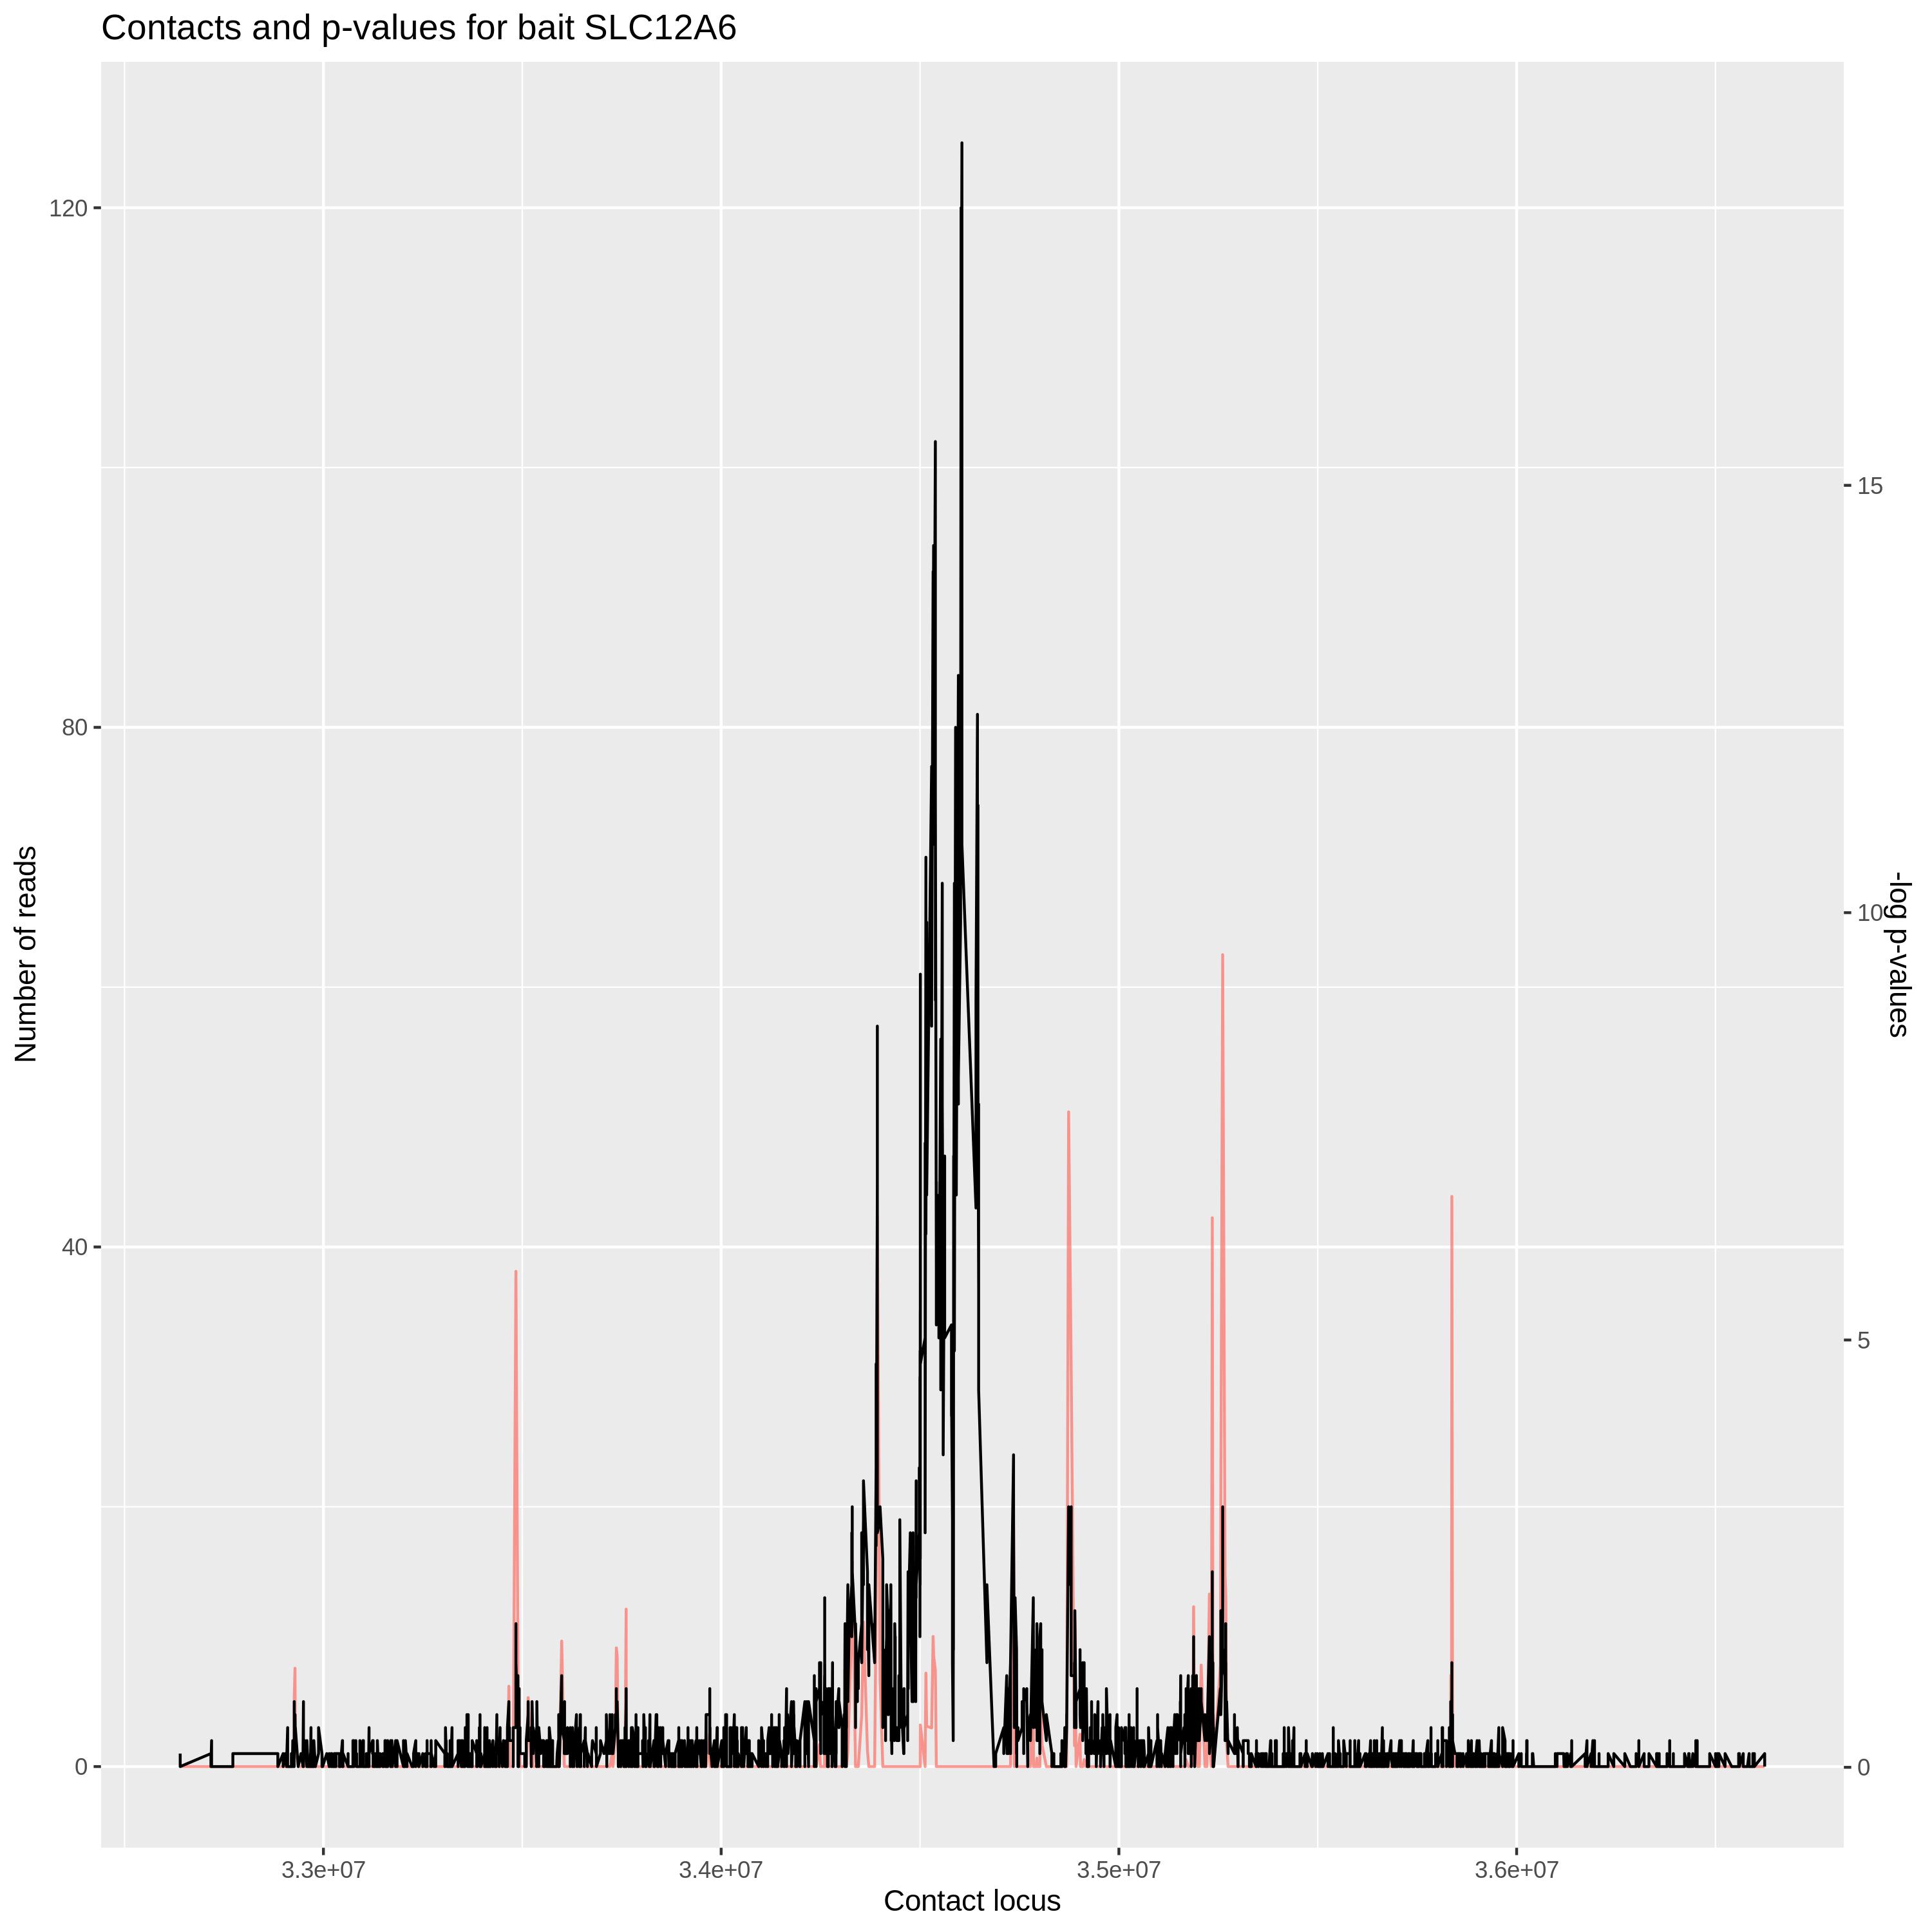 Contacts and p-values for bait SLC12A6
120
80
40
0
Number of reads
15
10
5
0
-log p-values
3.3e+07
3.4e+07
3.5e+07
3.6e+07
Contact locus